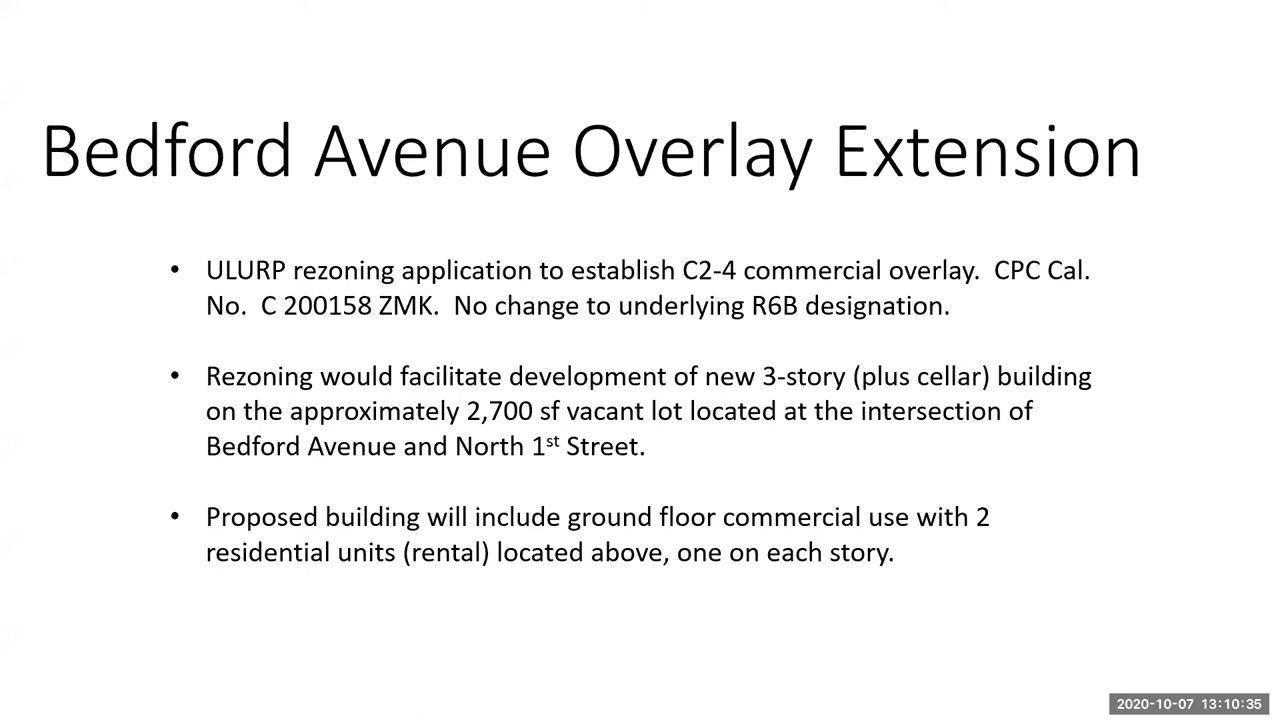 Bedford Avenue Overlay Extension
• ULURP rezoning application to establish C2-4 commercial overlay.  CPC Cal.
No.  C 200158 ZMK.  No change to underlying R6B designation.
• Rezoning would facilitate development of new 3-story (plus cellar) building
on the approximately 2,700 sf vacant lot located at the intersection of
Bedford Avenue and North 1st Street.
• Proposed building will include ground floor commercial use with 2
residential units (rental) located above, one on each story.
2020-10-07 13:10:35